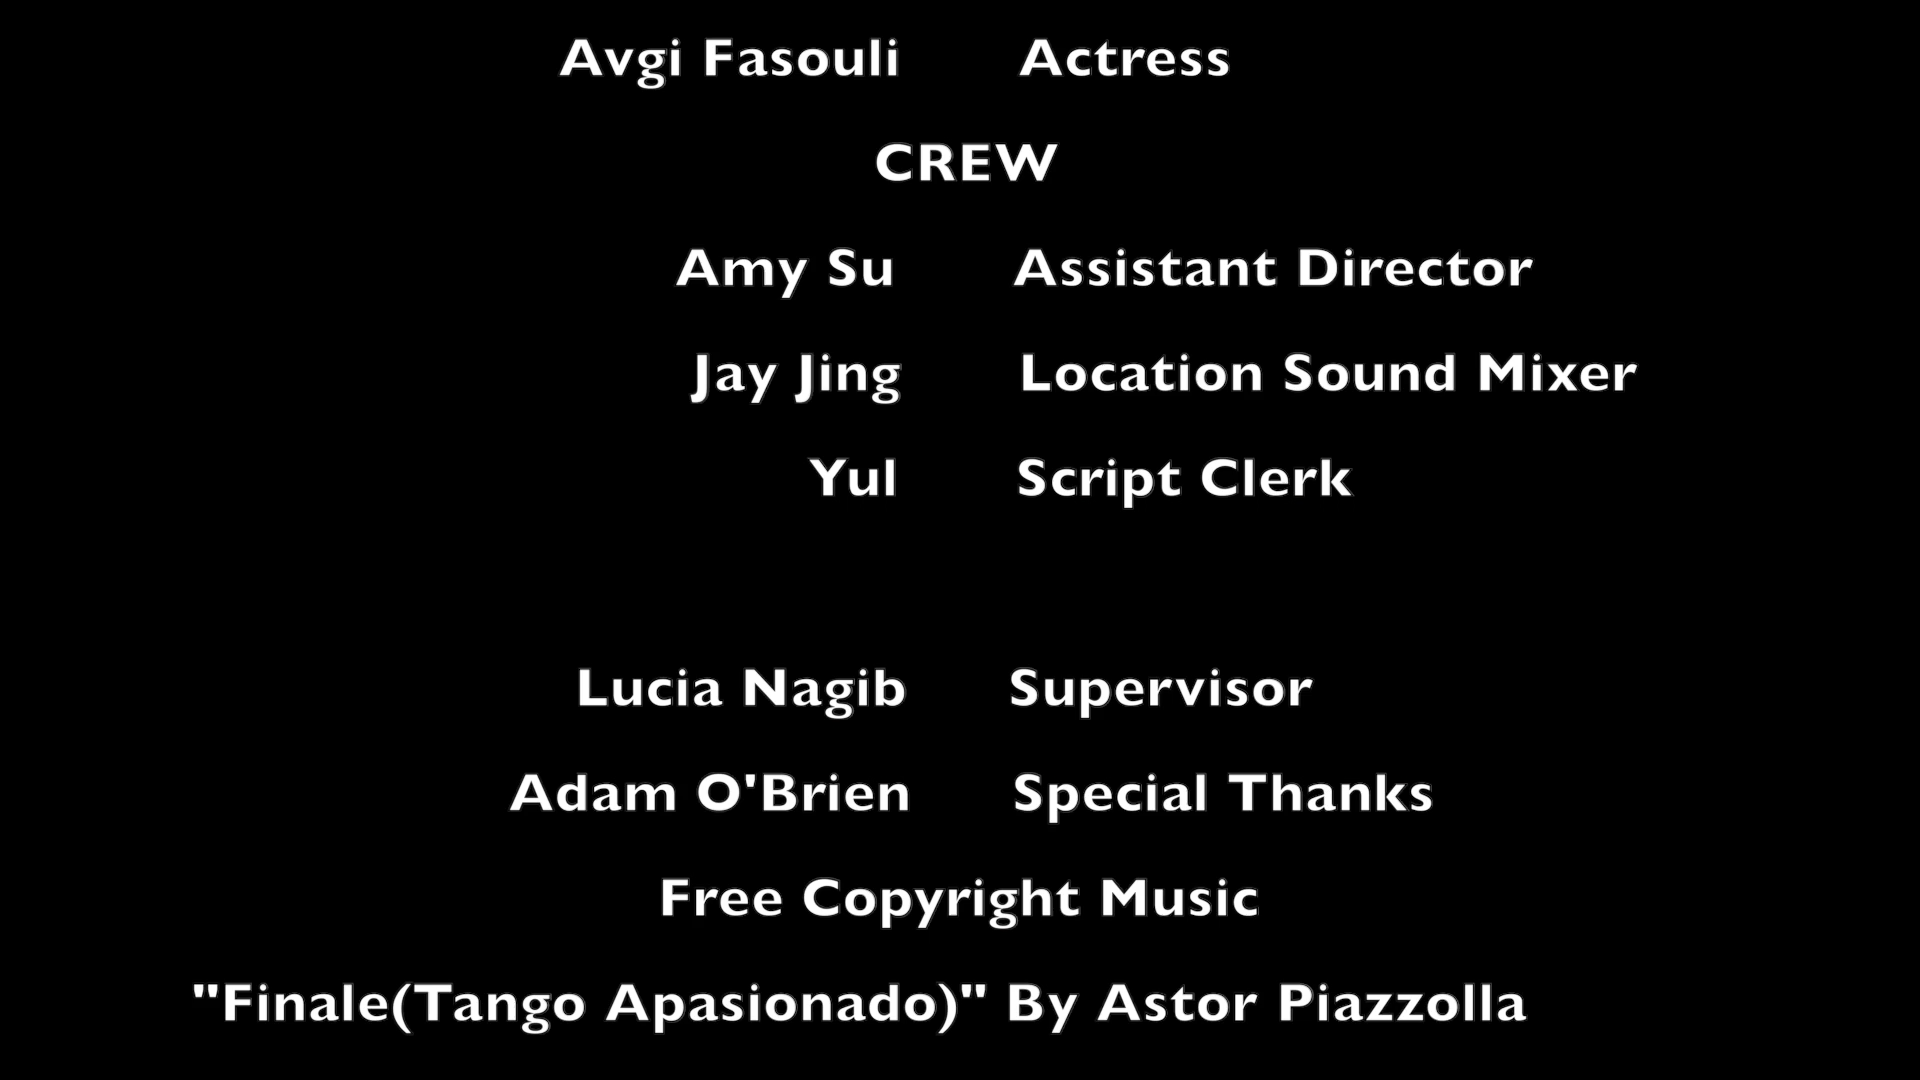 Avgi Fasouli Actress
CREW
Amy Su Assistant Director
Jay Jing Location Sound Mixer
Yul Script Clerk
Lucia Nagib Supervisor
Adam O'Brien Special Thanks
Free Copyright Music
"Finale(Tango Apasionado)" By Astor Piazzolla